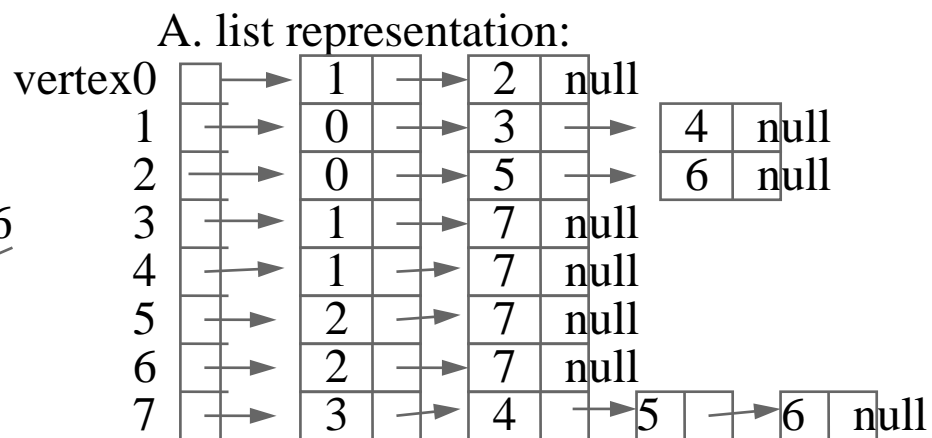 A. list representation:
vertex0 1 2 null
1 0 3 4 null
2 0 5 6 null
6
3 1 7 null
4 1 7 null
5 2 7 null
6 2 7 null
7 3 4 5 6 null